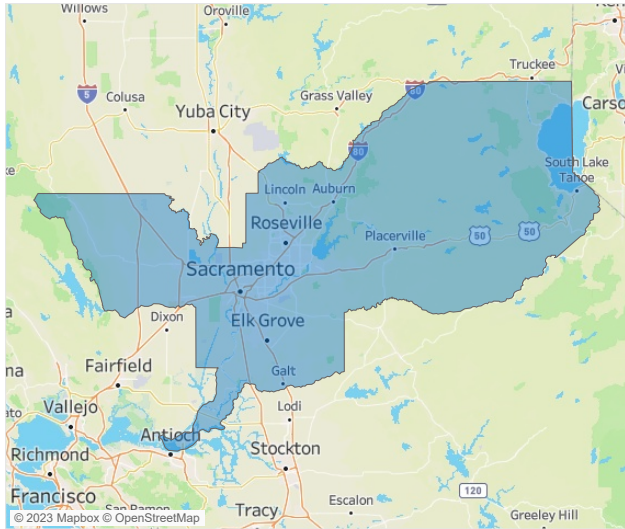 Willows
Oroville
Truckee
5
Colusa
Grass Valley
80
Yuba City
Carso
80
South Lake
Tahoe
Lincoln
Auburn
Roseville
Placerville
50
50
Sacramento
Dixon
Elk Grove
Fairfield
Galt
Vallejo
Lodi
Antioch
Stockton
Richmond
120
Francisco
San Ramon
Tracy
Escalon
Greeley Hill
© 2023 Mapbox © OpenStreetMap